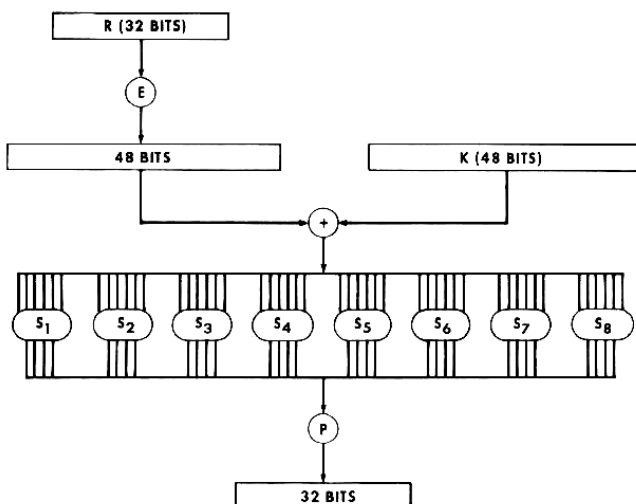 R (32 BITS)
E
48 BITS
K (48 BITS)
+
S1 S2 S3 S4 S5 S6 S7 S8
P
32 BITS